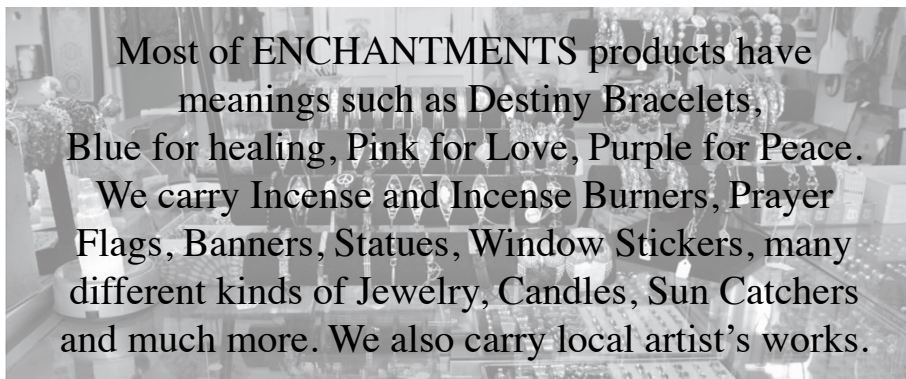 Most of ENCHANTMENTS products have
meanings such as Destiny Bracelets,
Blue for healing, Pink for Love, Purple for Peace.
We carry Incense and Incense Burners, Prayer
Flags, Banners, Statues, Window Stickers, many
different kinds of Jewelry, Candles, Sun Catchers
and much more. We also carry local artist’s works.